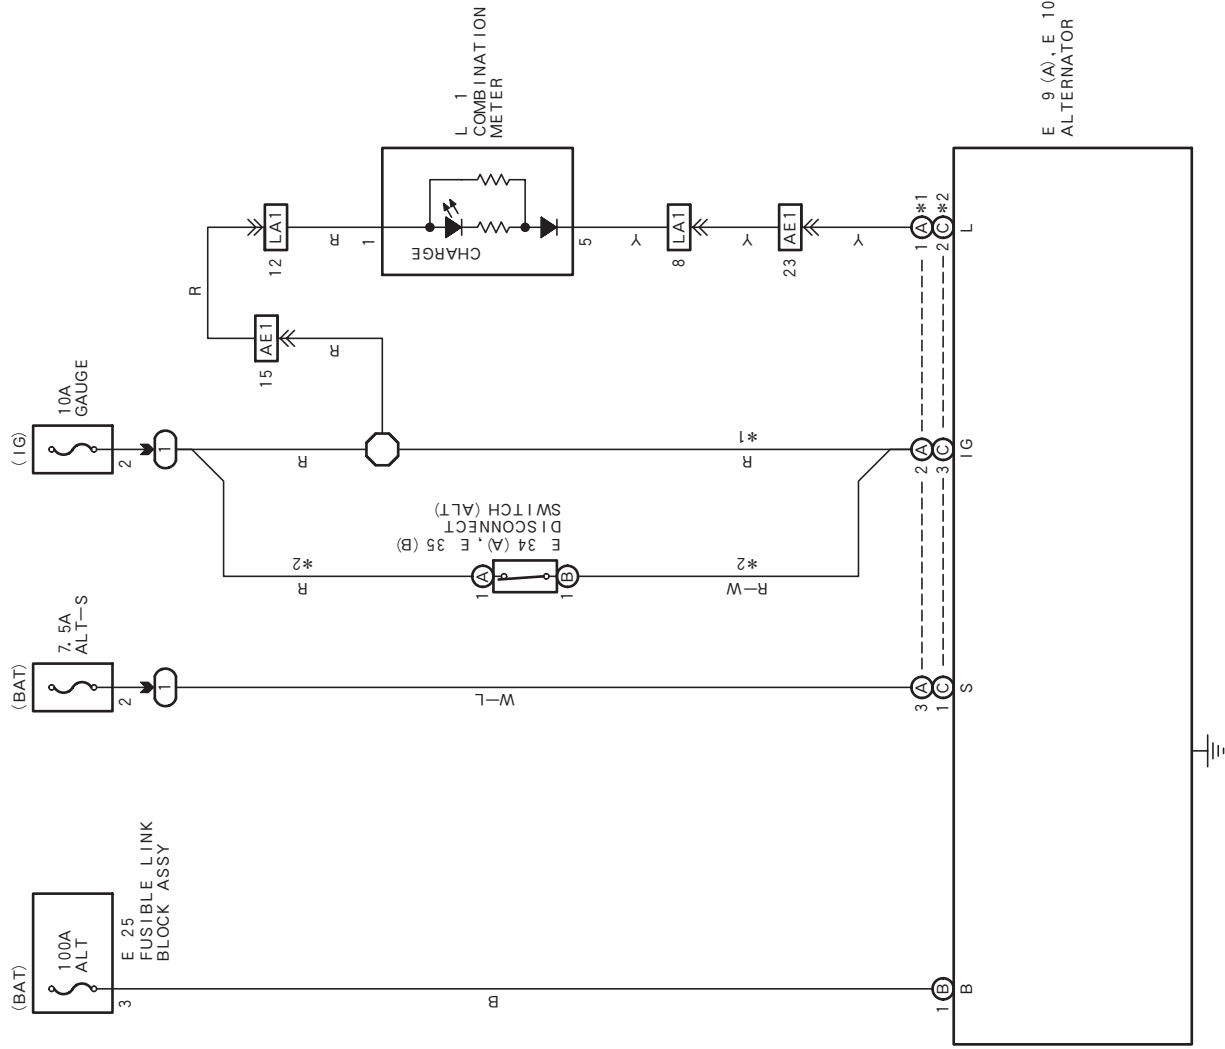 (BAT)
100A
ALT
3
E 25
FUSIBLE LINK
BLOCK ASSY
B
1
B
B
(BAT)
7. 5A
ALT–S
2
1
W–L
3
A
1
C
S
(IG)
10A
GAUGE
2
1
R
*2
R
1
A
E 34 (A), E 35 (B)
DISCONNECT
SWITCH (ALT)
1
B
*2
R–W
*1
R
2
A
3
C
IG
R
15
AE1
R
12
LA1
R
1
L 1
COMBINATION
METER
CHARGE
5
Y
8
LA1
Y
23
AE1
Y
1
A
*1
2
C
*2
L
E 9 (A), E 10
ALTERNATOR